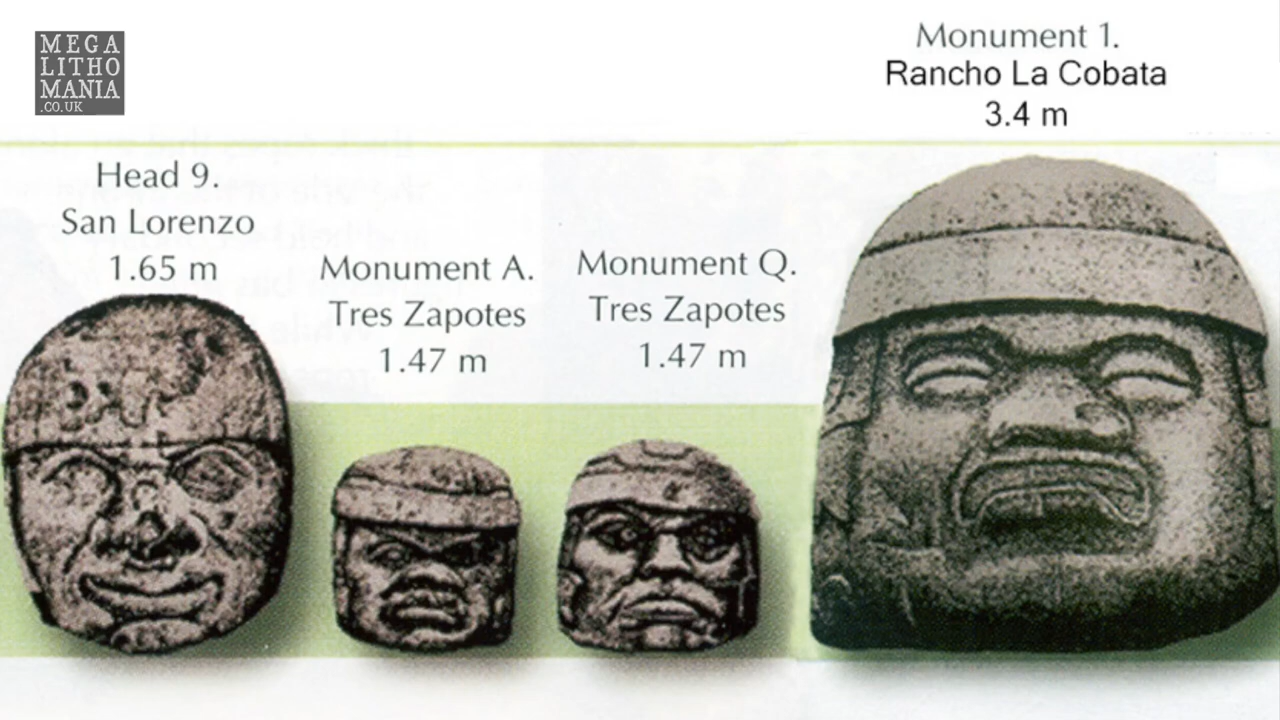 MEGA
LITHO
MANIA
.CO.UK
Monument 1.
Rancho La Cobata
3.4 m
Head 9.
San Lorenzo
1.65 m
Monument A.
Tres Zapotes
1.47 m
Monument Q.
Tres Zapotes
1.47 m